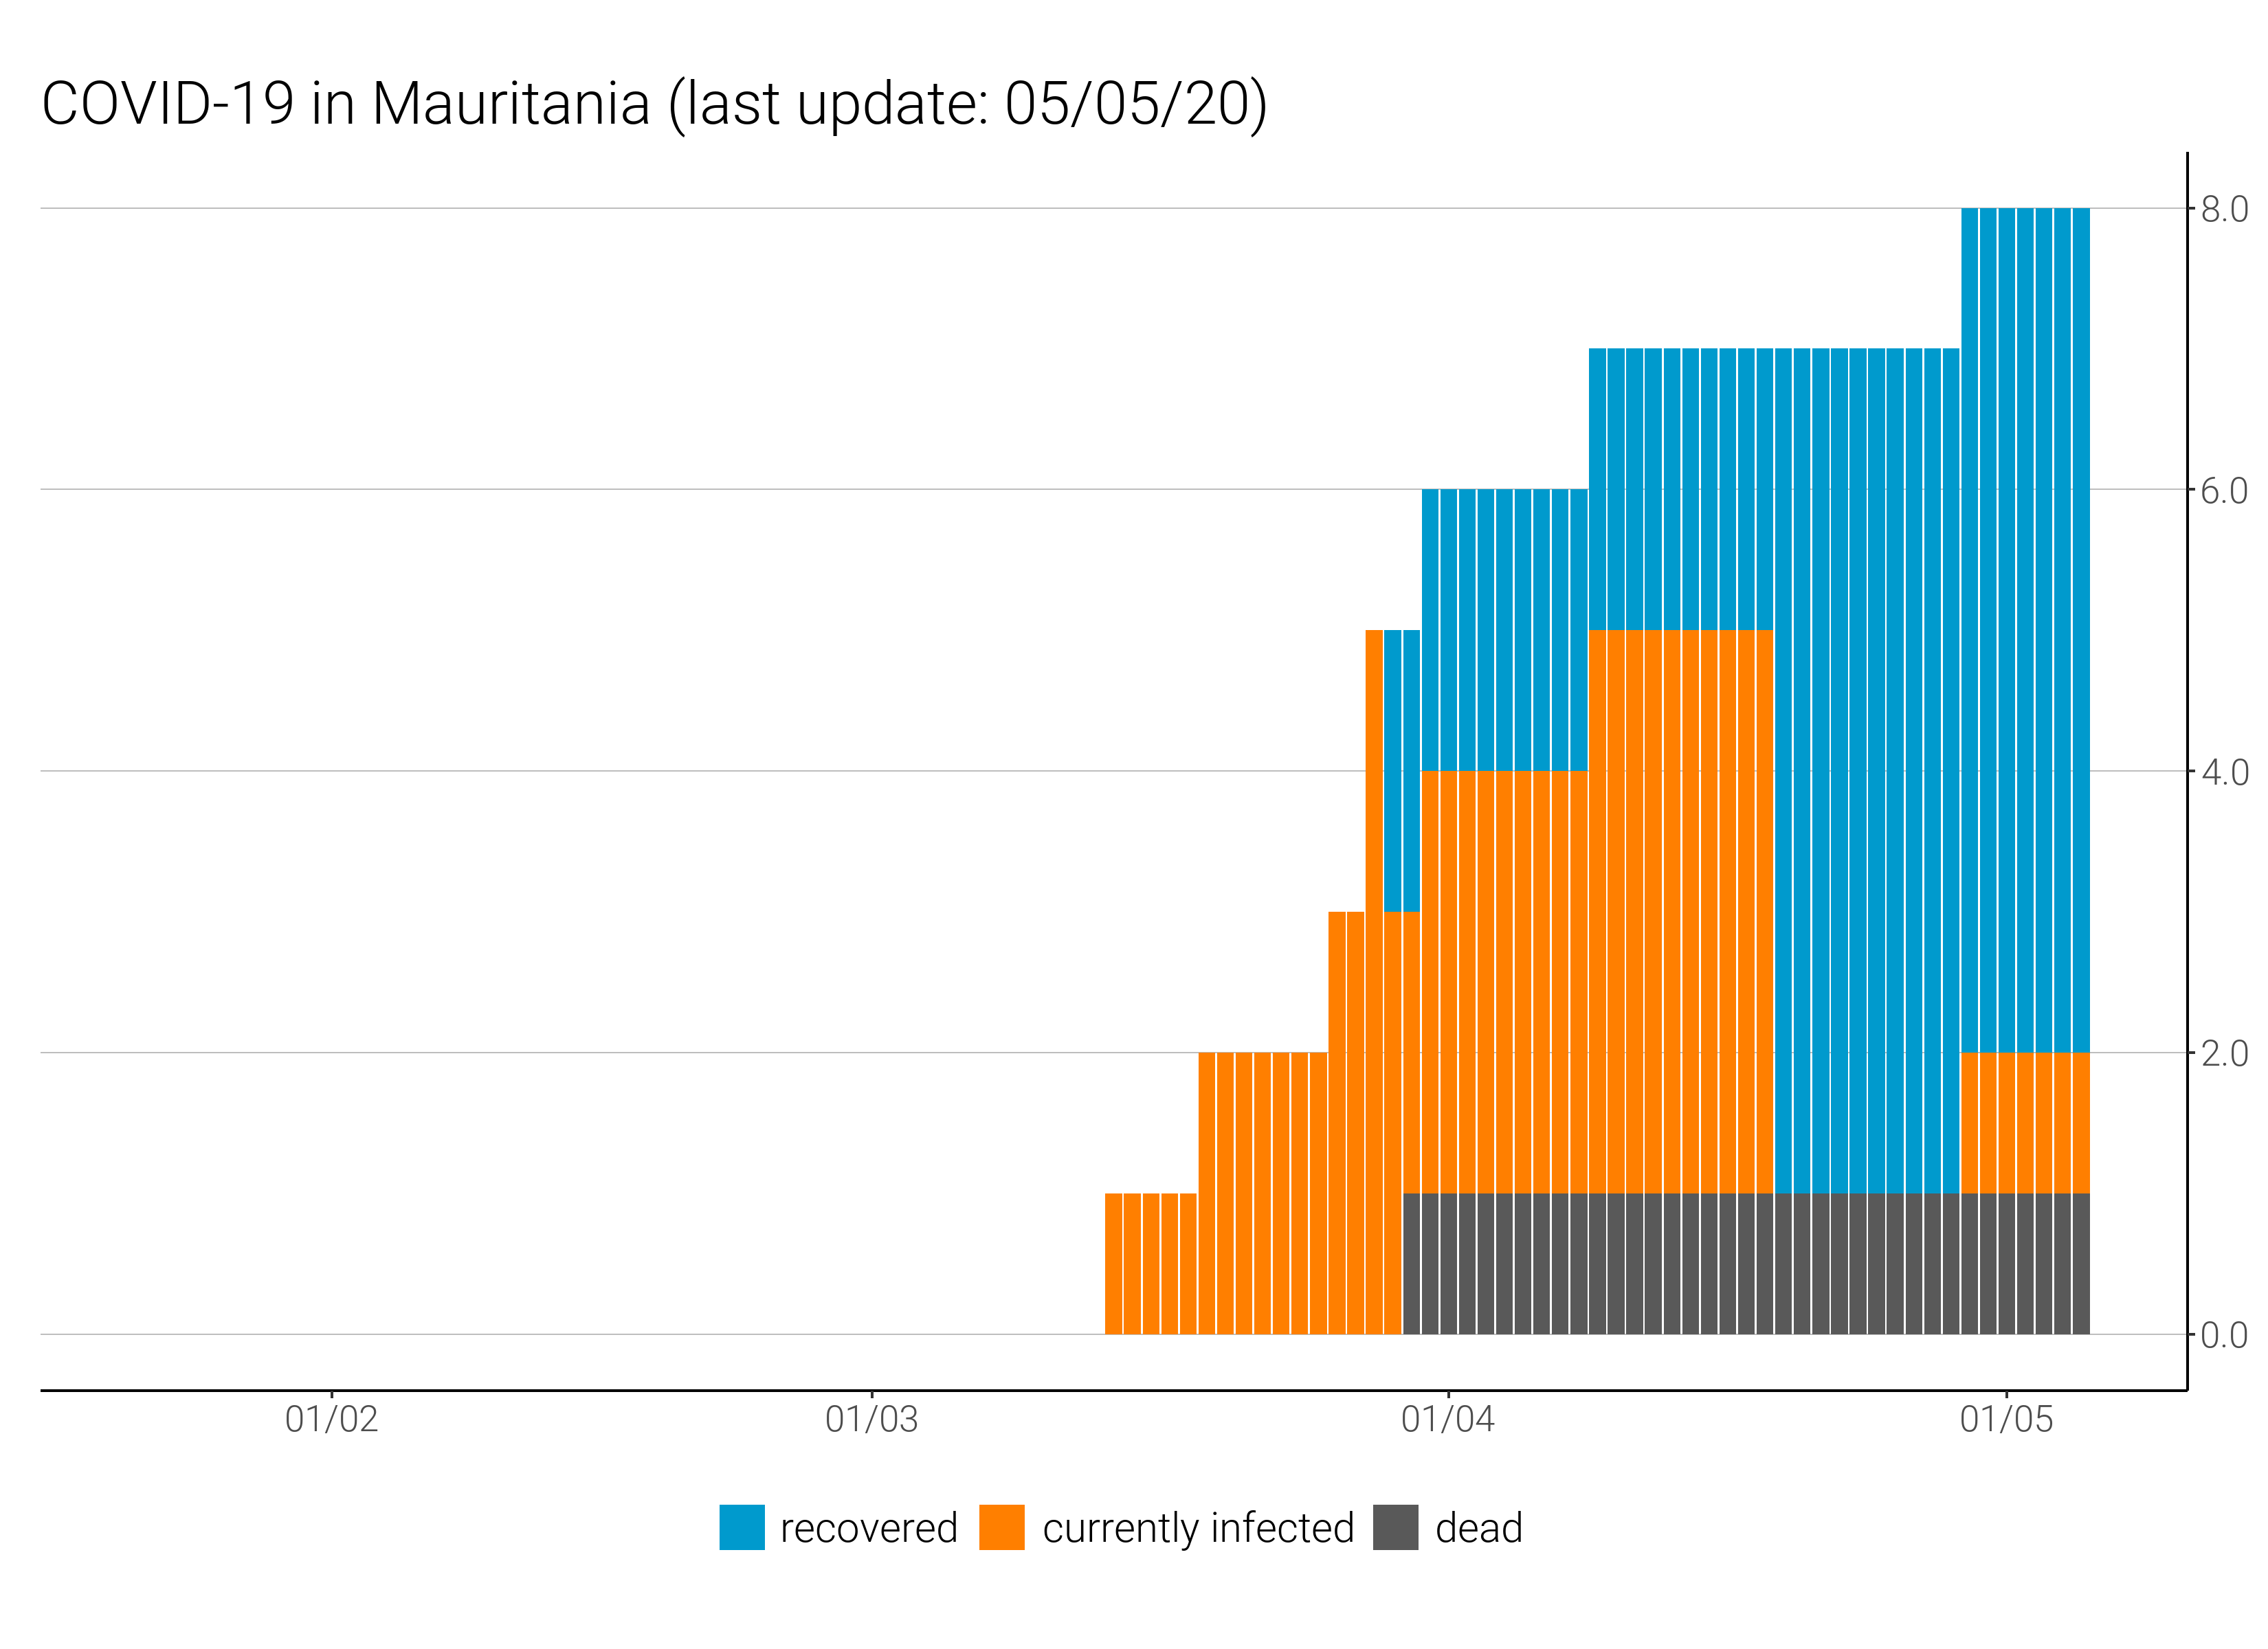 COVID-19 in Mauritania (last update: 05/05/20)
8.0
6.0
4.0
2.0
0.0
01/02 01/03 01/04 01/05
recovered currently infected dead